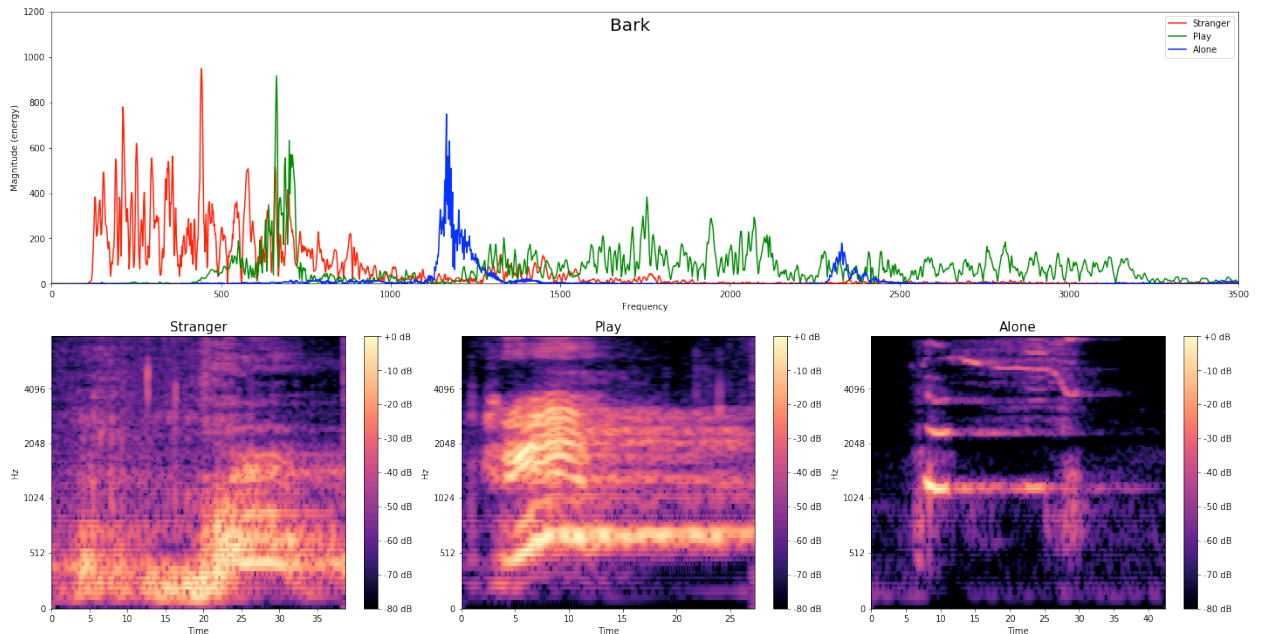 Bark
1200
1000
800
600
400
200
0
Magnitude (energy)
Stranger
Play
Alone
0 500 1000 1500 2000 2500 3000 3500
Frequency
Stranger
4096
2048
1024
512
0
Hz
0 5 10 15 20 25 30 35
Time
+0 dB
-10 dB
-20 dB
-30 dB
-40 dB
-50 dB
-60 dB
-70 dB
-80 dB
Play
4096
2048
1024
512
0
Hz
0 5 10 15 20 25
Time
+0 dB
-10 dB
-20 dB
-30 dB
-40 dB
-50 dB
-60 dB
-70 dB
-80 dB
Alone
4096
2048
1024
512
0
Hz
0 5 10 15 20 25 30 35 40
Time
+0 dB
-10 dB
-20 dB
-30 dB
-40 dB
-50 dB
-60 dB
-70 dB
-80 dB